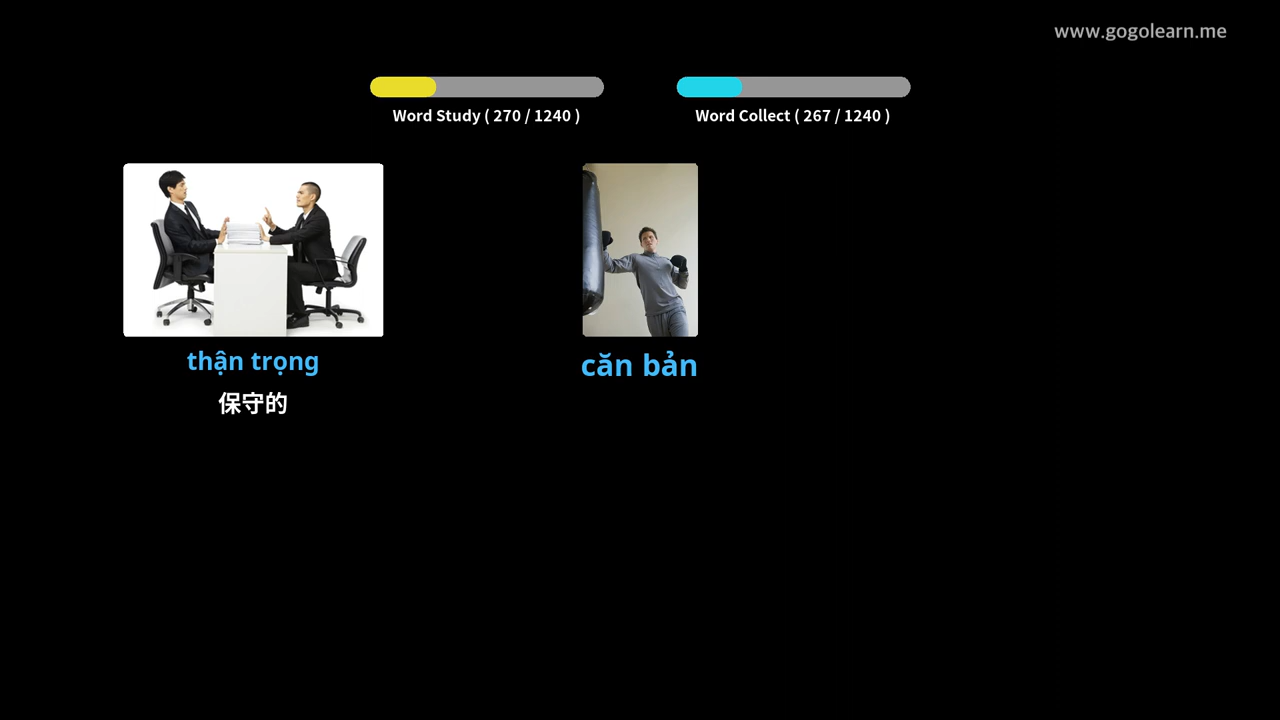 www.gogolearn.me
Word Study ( 270 / 1240 )
Word Collect ( 267 / 1240 )
thận trọng
保守的
căn bản